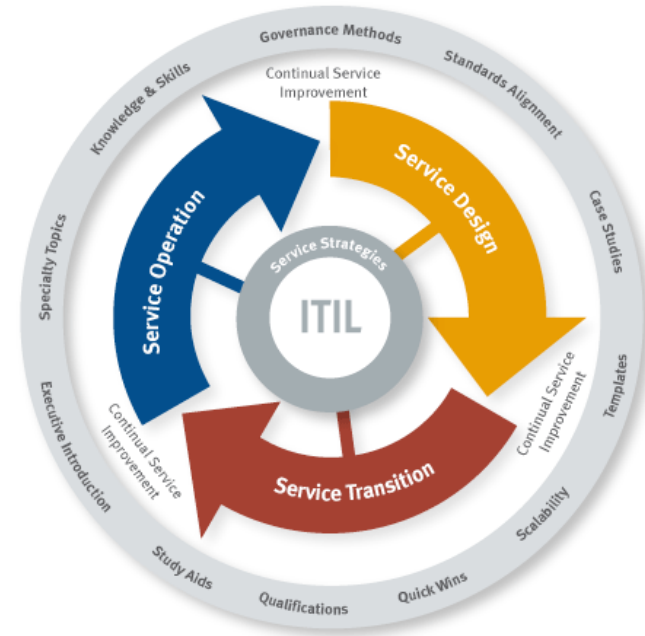 Governance Methods
Standards Alignment
Case Studies
Templates
Scalability
Quick Wins
Qualifications
Study Aids
Executive Introduction
Specialty Topics
Knowledge & Skills
Continual Service
Improvement
Service Design
Continual Service
Improvement
Service Transition
Continual Service
Improvement
Service Operation
Service Strategies
ITIL